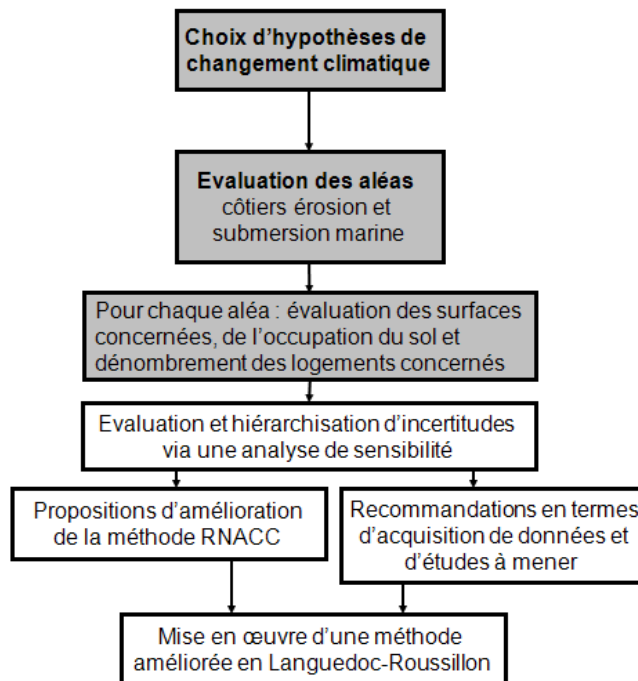 Choix d'hypothèses de
changement climatique
Evaluation des aléas
côtiers érosion et
submersion marine
Pour chaque aléa : évaluation des surfaces
concernées, de l'occupation du sol et
dénombrement des logements concernés
Evaluation et hiérarchisation d'incertitudes
via une analyse de sensibilité
Propositions d'amélioration
de la méthode RNACC
Recommandations en termes
d'acquisition de données et
d'études à mener
Mise en œuvre d'une méthode
améliorée en Languedoc-Roussillon